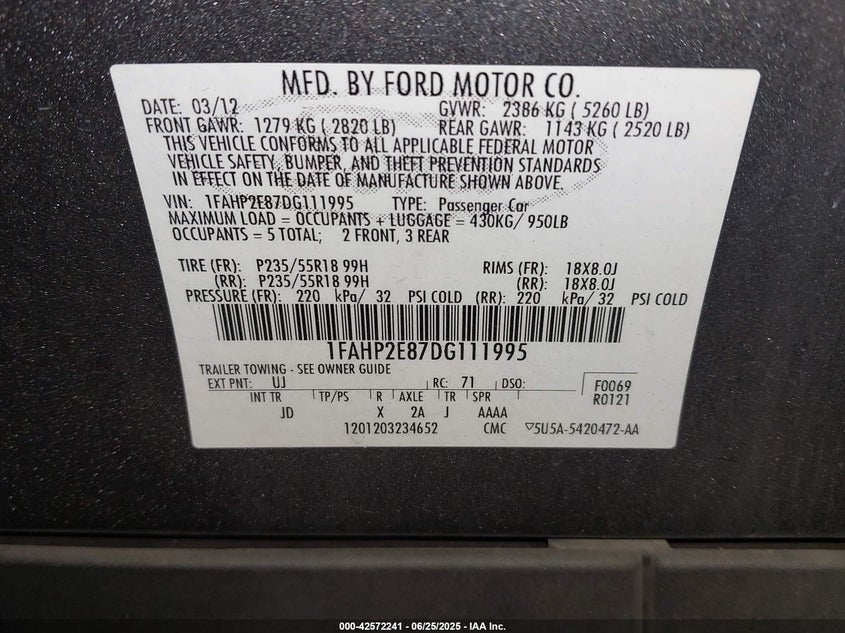 MFD. BY FORD MOTOR CO.
DATE: 03/12 GVWR: 2386 KG ( 5260 LB)
FRONT GAWR: 1279 KG ( 2820 LB) REAR GAWR: 1143 KG ( 2520 LB)
THIS VEHICLE CONFORMS TO ALL APPLICABLE FEDERAL MOTOR
VEHICLE SAFETY, BUMPER, AND THEFT PREVENTION STANDARDS
IN EFFECT ON THE DATE OF MANUFACTURE SHOWN ABOVE.
VIN: 1FAHP2E87DG111995 TYPE: Passenger Car
MAXIMUM LOAD = OCCUPANTS + LUGGAGE = 430KG/ 950LB
OCCUPANTS = 5 TOTAL; 2 FRONT, 3 REAR
TIRE (FR): P235/55R18 99H RIMS (FR): 18X8.0J
(RR): P235/55R18 99H (RR): 18X8.0J
PRESSURE (FR): 220 kPa/ 32 PSI COLD (RR): 220 kPa/ 32 PSI COLD
1FAHP2E87DG111995
TRAILER TOWING - SEE OWNER GUIDE
EXT PNT: UJ RC: 71 DSO: F0069
INT TR TP/PS R AXLE TR SPR R0121
JD X 2A J AAAA
1201203234652 CMC ▽5U5A-5420472-AA
000-42572241 - 06/25/2025 - IAA Inc.